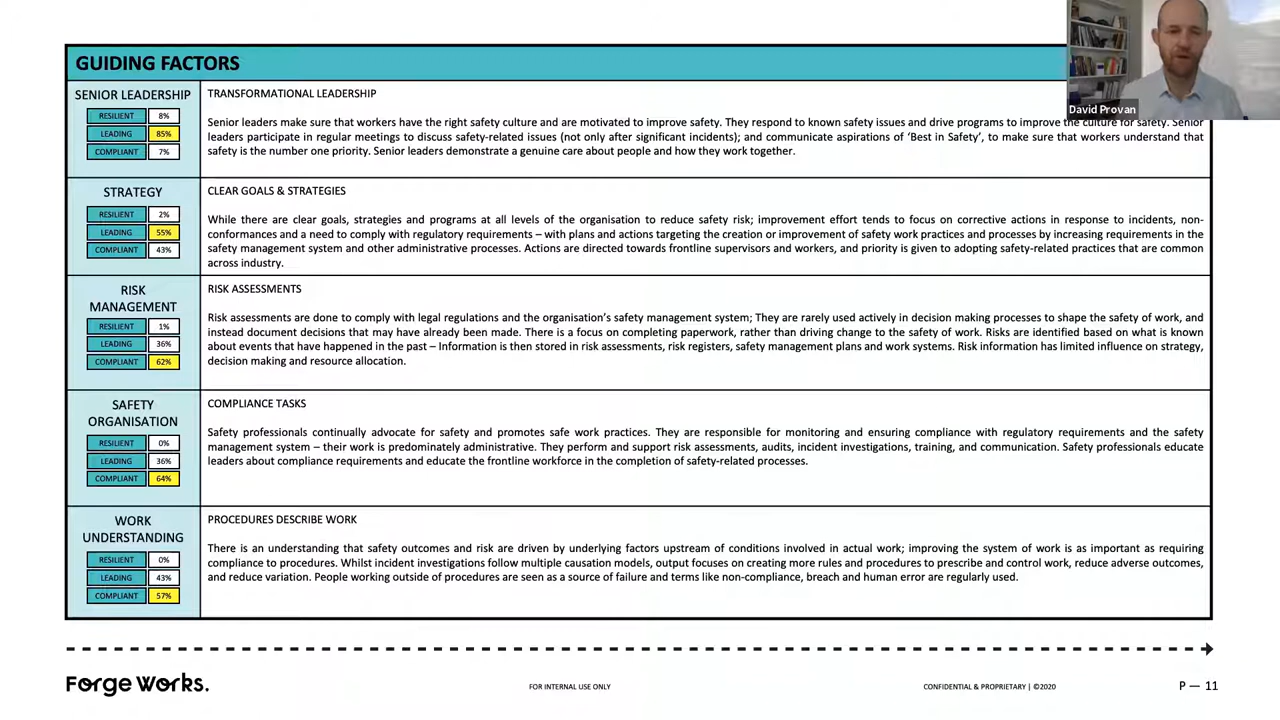 GUIDING FACTORS
David Provan
SENIOR LEADERSHIP
RESILIENT 8%
LEADING 85%
COMPLIANT 7%
TRANSFORMATIONAL LEADERSHIP
Senior leaders make sure that workers have the right safety culture and are motivated to improve safety. They respond to known safety issues and drive programs to improve the culture for safety. Senior
leaders participate in regular meetings to discuss safety-related issues (not only after significant incidents); and communicate aspirations of ‘Best in Safety’, to make sure that workers understand that
safety is the number one priority. Senior leaders demonstrate a genuine care about people and how they work together.
STRATEGY
RESILIENT 2%
LEADING 55%
COMPLIANT 43%
CLEAR GOALS & STRATEGIES
While there are clear goals, strategies and programs at all levels of the organisation to reduce safety risk; improvement effort tends to focus on corrective actions in response to incidents, non-
conformances and a need to comply with regulatory requirements – with plans and actions targeting the creation or improvement of safety work practices and processes by increasing requirements in the
safety management system and other administrative processes. Actions are directed towards frontline supervisors and workers, and priority is given to adopting safety-related practices that are common
across industry.
RISK
MANAGEMENT
RESILIENT 1%
LEADING 36%
COMPLIANT 62%
RISK ASSESSMENTS
Risk assessments are done to comply with legal regulations and the organisation’s safety management system; They are rarely used actively in decision making processes to shape the safety of work, and
instead document decisions that may have already been made. There is a focus on completing paperwork, rather than driving change to the safety of work. Risks are identified based on what is known
about events that have happened in the past – Information is then stored in risk assessments, risk registers, safety management plans and work systems. Risk information has limited influence on strategy,
decision making and resource allocation.
SAFETY
ORGANISATION
RESILIENT 0%
LEADING 36%
COMPLIANT 64%
COMPLIANCE TASKS
Safety professionals continually advocate for safety and promotes safe work practices. They are responsible for monitoring and ensuring compliance with regulatory requirements and the safety
management system – their work is predominately administrative. They perform and support risk assessments, audits, incident investigations, training, and communication. Safety professionals educate
leaders about compliance requirements and educate the frontline workforce in the completion of safety-related processes.
WORK
UNDERSTANDING
RESILIENT 0%
LEADING 43%
COMPLIANT 57%
PROCEDURES DESCRIBE WORK
There is an understanding that safety outcomes and risk are driven by underlying factors upstream of conditions involved in actual work; improving the system of work is as important as requiring
compliance to procedures. Whilst incident investigations follow multiple causation models, output focuses on creating more rules and procedures to prescribe and control work, reduce adverse outcomes,
and reduce variation. People working outside of procedures are seen as a source of failure and terms like non-compliance, breach and human error are regularly used.
Forge Works.
FOR INTERNAL USE ONLY
CONFIDENTIAL & PROPRIETARY | ©2020
P — 11